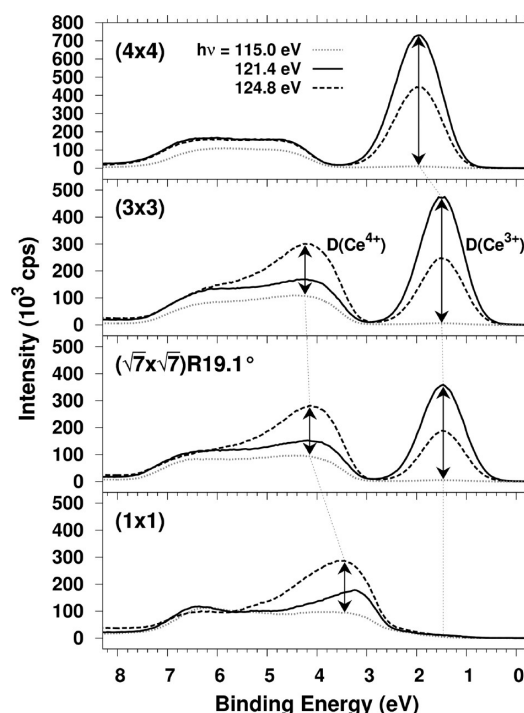 (4x4)
hν = 115.0 eV
121.4 eV
124.8 eV
800
700
600
500
400
300
200
100
0
(3x3)
D(Ce4+)
D(Ce3+)
500
400
300
200
100
0
(√7x√7)R19.1°
500
400
300
200
100
0
(1x1)
500
400
300
200
100
0
Intensity (10³ cps)
8 7 6 5 4 3 2 1 0
Binding Energy (eV)